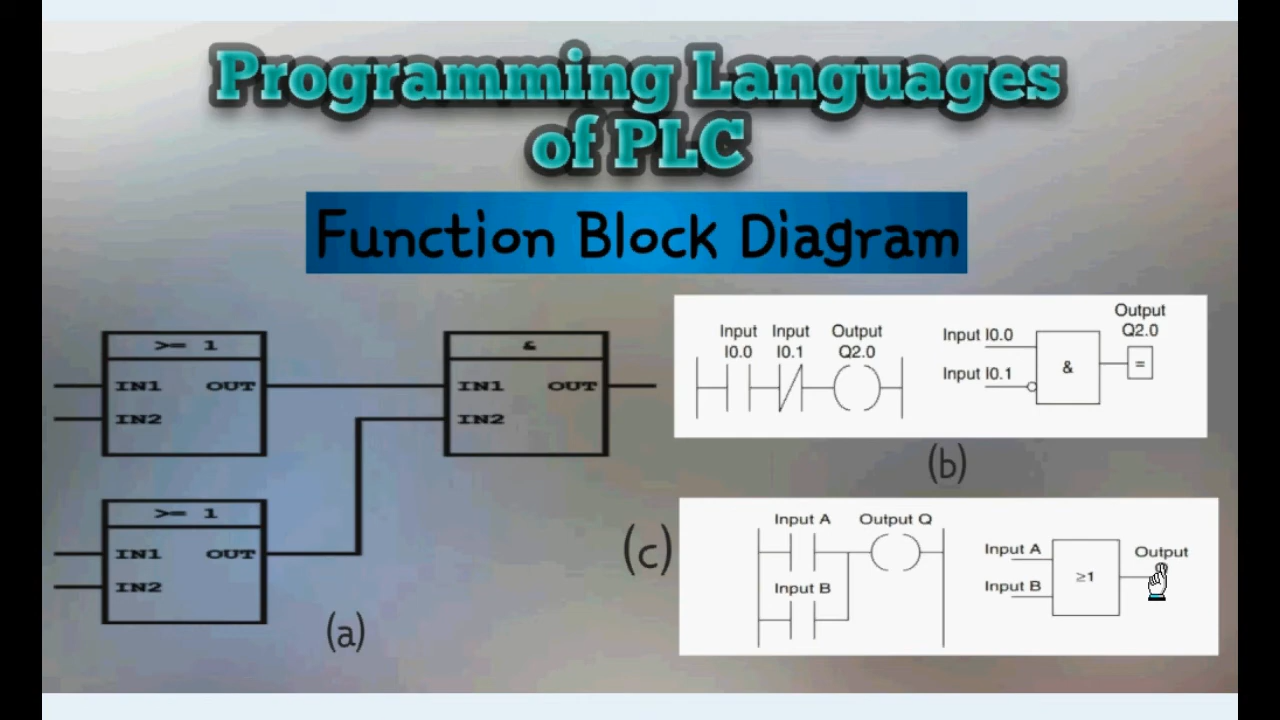 Programming Languages
of PLC
Function Block Diagram
>= 1
IN1 OUT
IN2
&
IN1 OUT
IN2
>= 1
IN1 OUT
IN2
(a)
Input Input Output
I0.0 I0.1 Q2.0
Output
Q2.0
Input I0.0
Input I0.1
&
=
(b)
(c)
Input A Output Q
Input B
Input A
Input B
≥1
Output